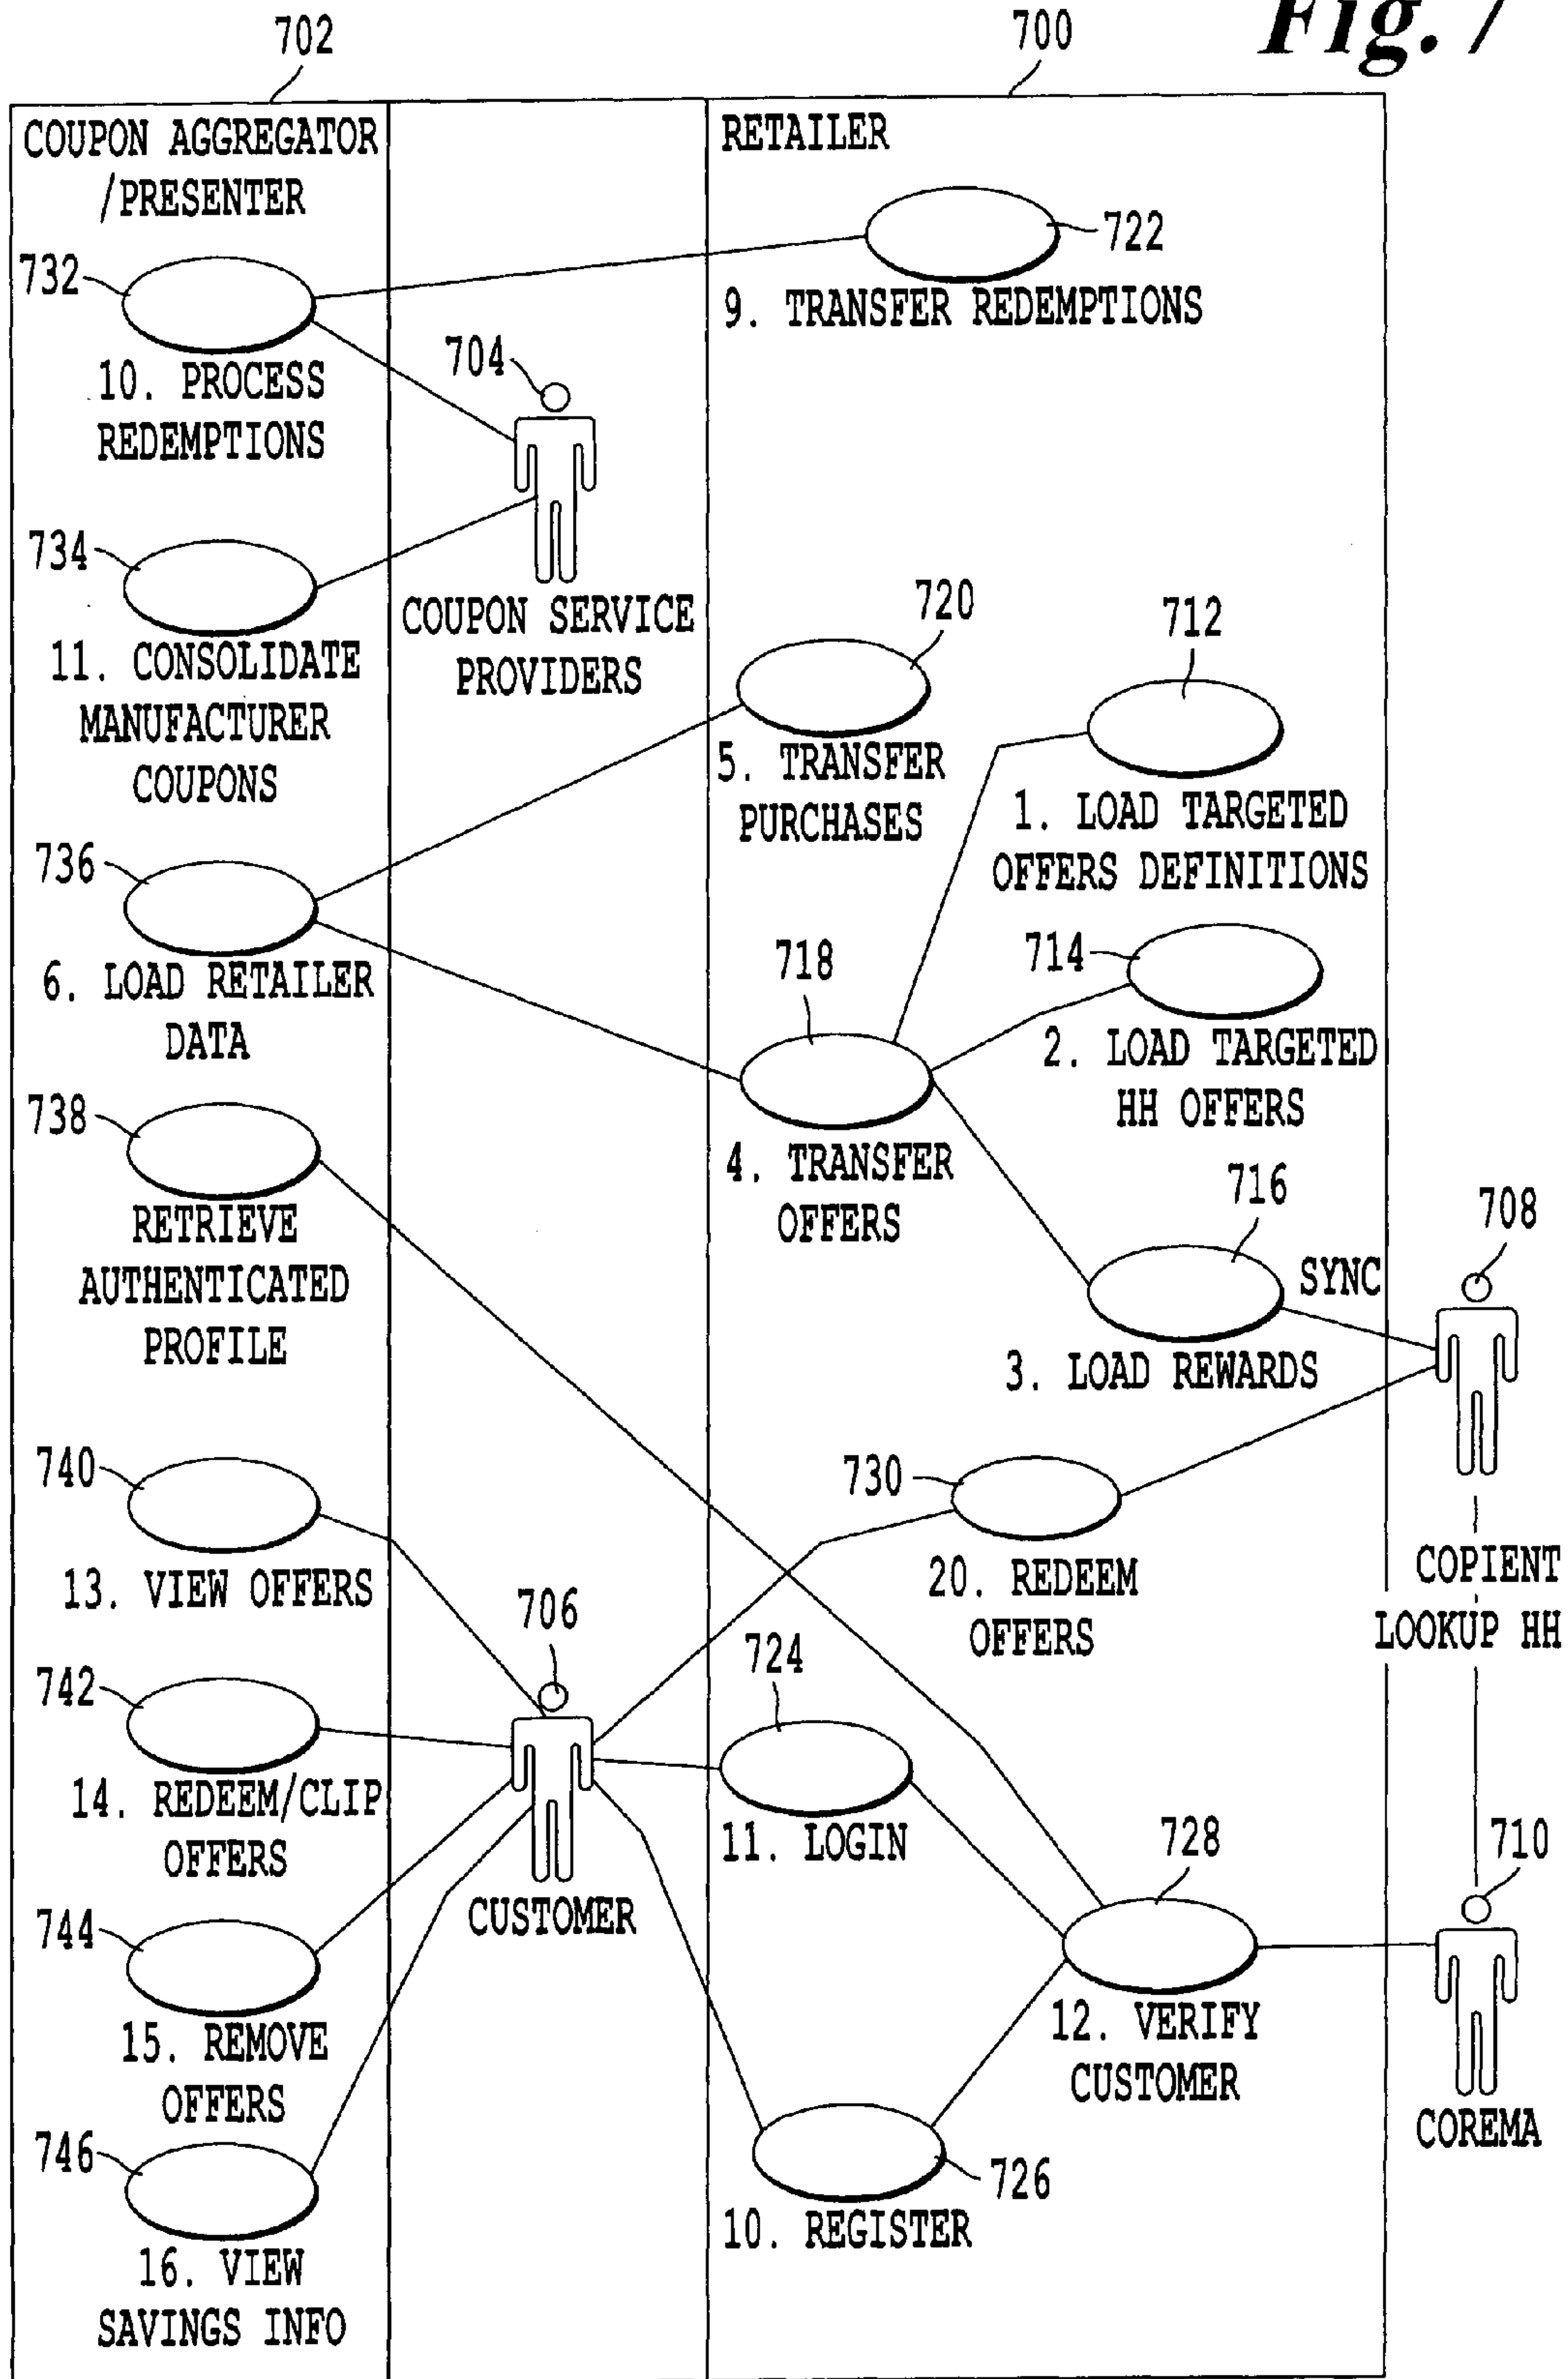 Fig. 7
702
700
COUPON AGGREGATOR
/PRESENTER
RETAILER
732
722
10. PROCESS
REDEMPTIONS
9. TRANSFER REDEMPTIONS
704
COUPON SERVICE
PROVIDERS
734
11. CONSOLIDATE
MANUFACTURER
COUPONS
720
5. TRANSFER
PURCHASES
712
1. LOAD TARGETED
OFFERS DEFINITIONS
736
6. LOAD RETAILER
DATA
718
4. TRANSFER
OFFERS
714
2. LOAD TARGETED
HH OFFERS
738
RETRIEVE
AUTHENTICATED
PROFILE
716
SYNC
3. LOAD REWARDS
708
COPIENT
LOOKUP HH
740
13. VIEW OFFERS
730
20. REDEEM
OFFERS
706
CUSTOMER
742
14. REDEEM/CLIP
OFFERS
724
11. LOGIN
728
12. VERIFY
CUSTOMER
710
COREMA
744
15. REMOVE
OFFERS
726
10. REGISTER
746
16. VIEW
SAVINGS INFO